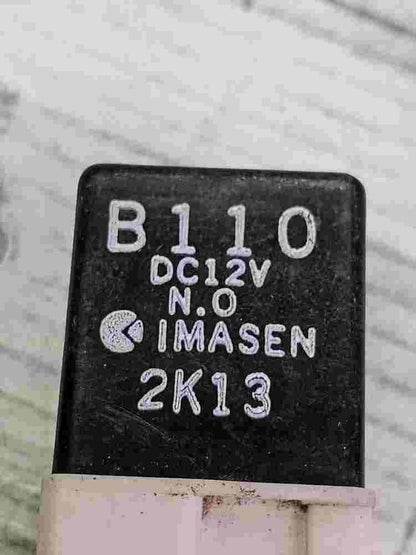 B110
DC12V
N.O
IMASEN
2K13